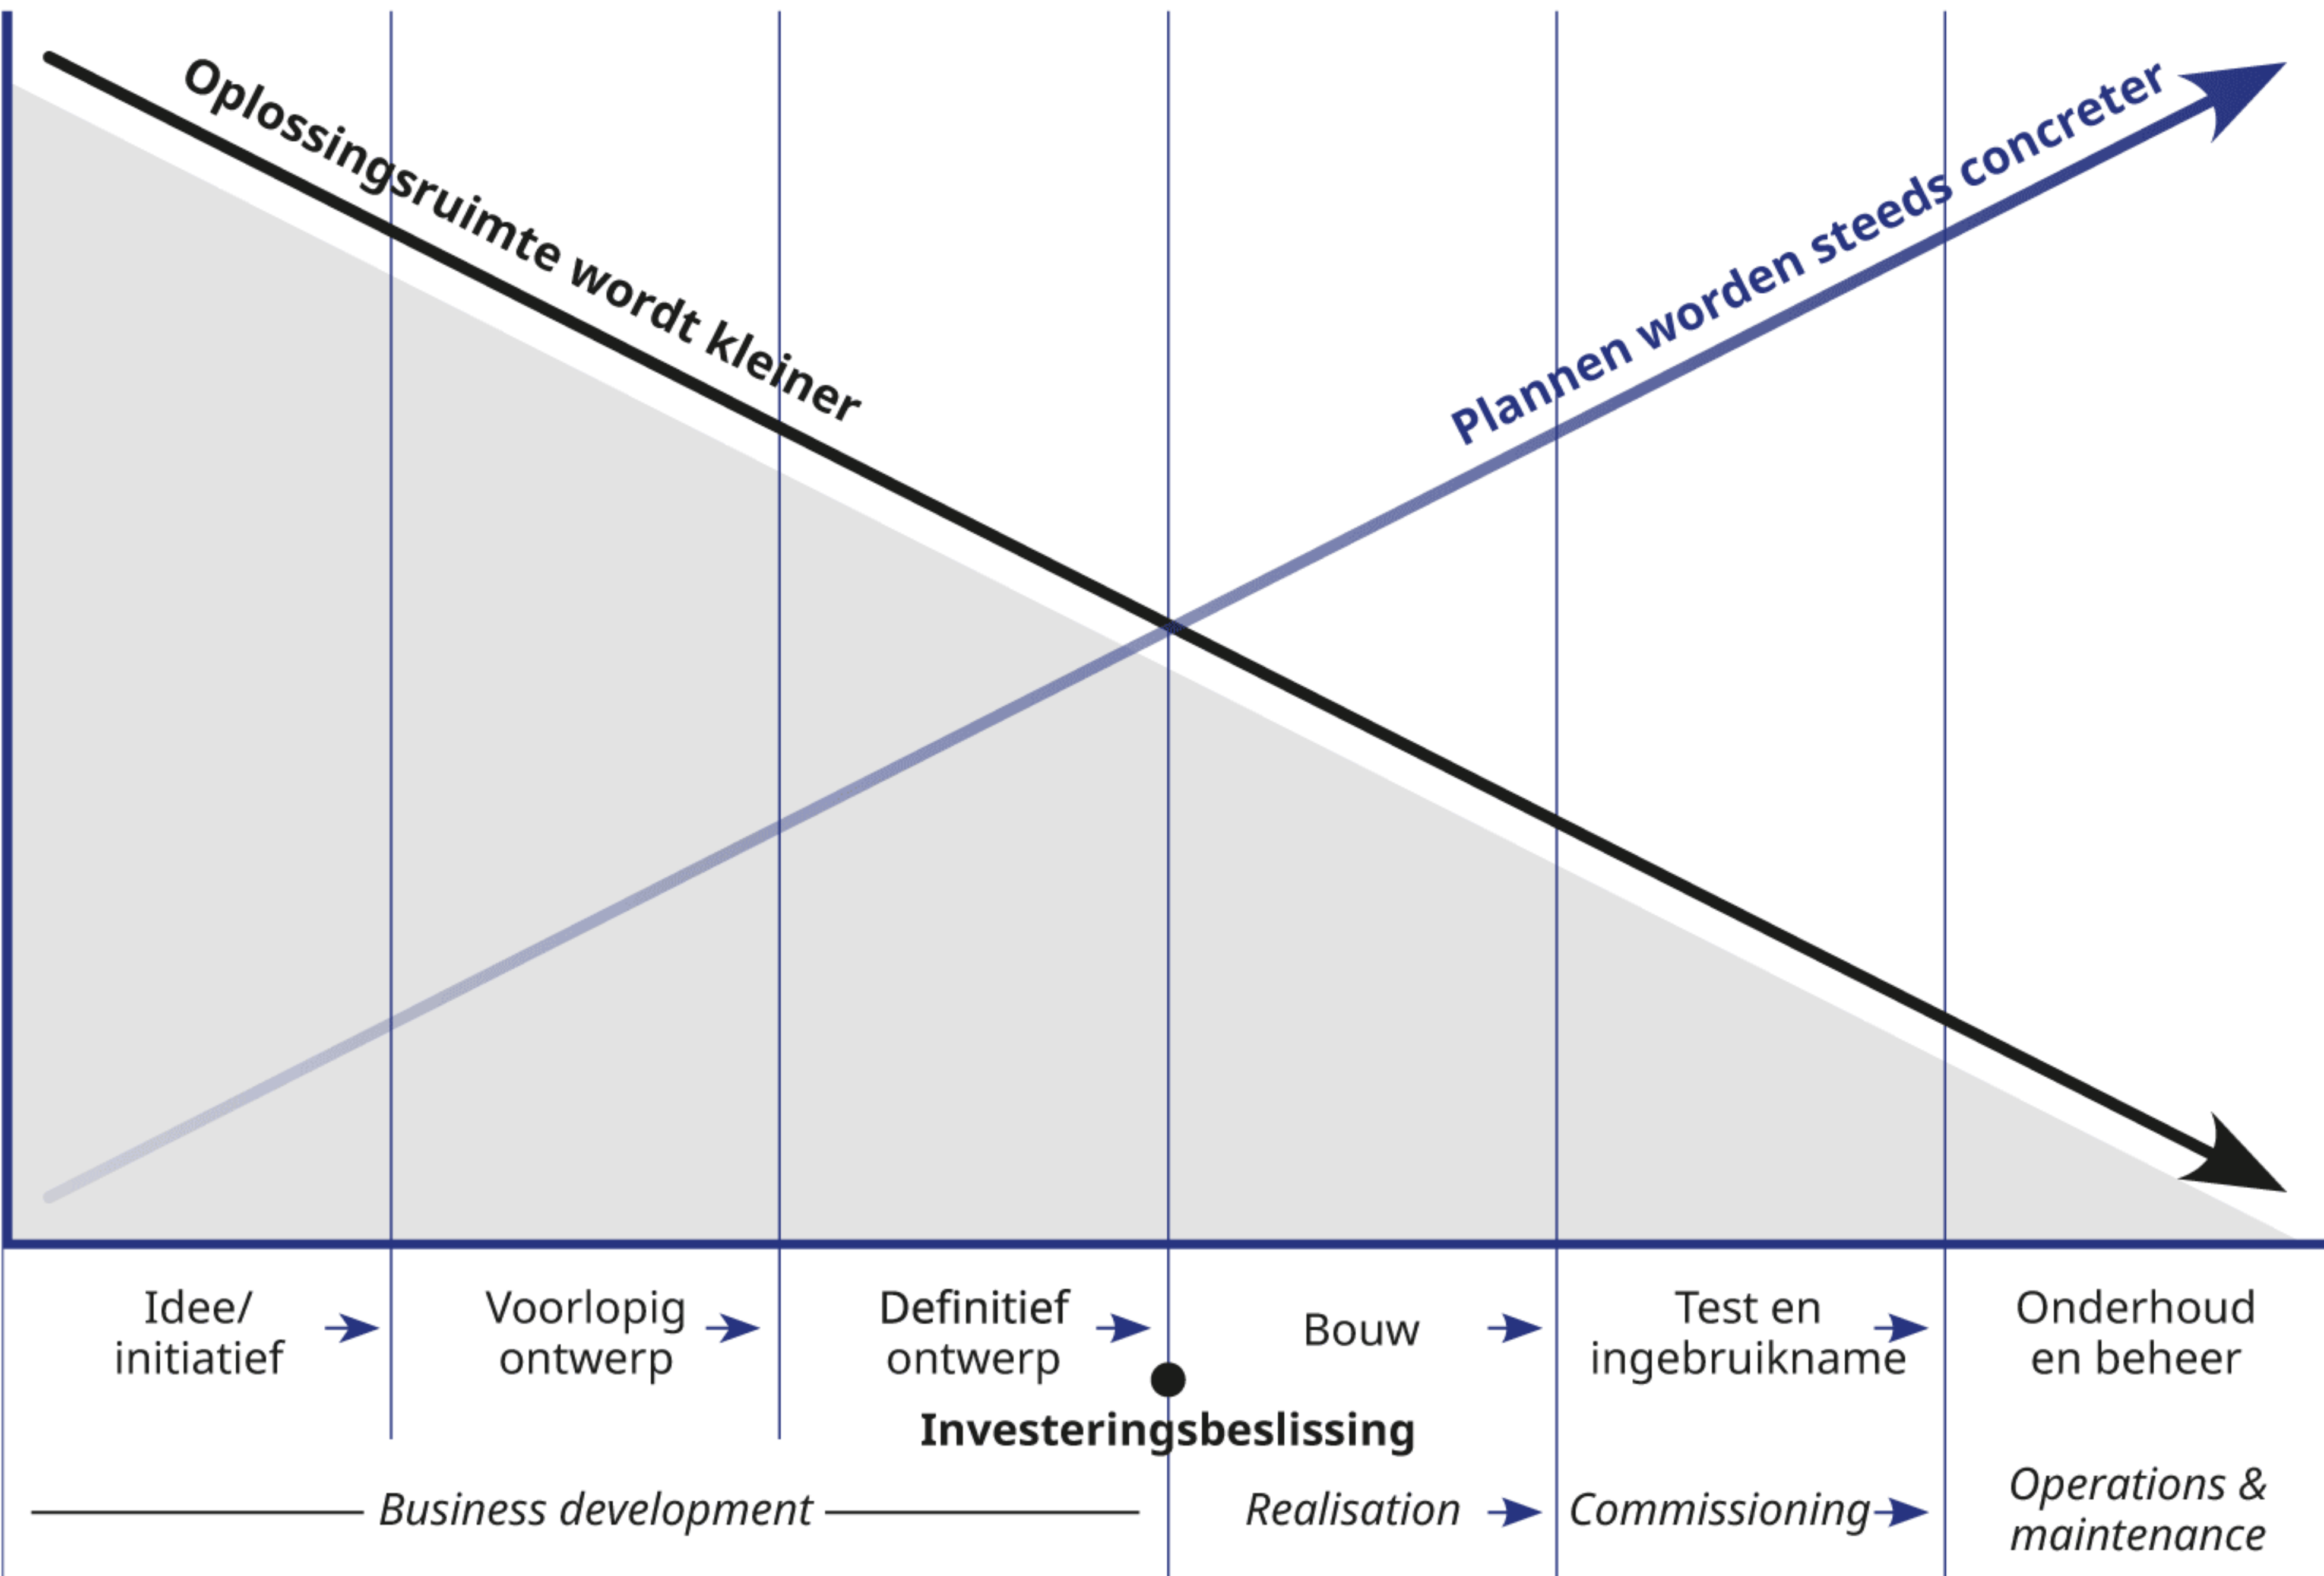 Oplossingsruimte wordt kleiner
Plannen worden steeds concreter
Idee/
initiatief
Voorlopig
ontwerp
Definitief
ontwerp
Bouw
Test en
ingebruikname
Onderhoud
en beheer
Investeringsbeslissing
Business development
Realisation
Commissioning
Operations &
maintenance